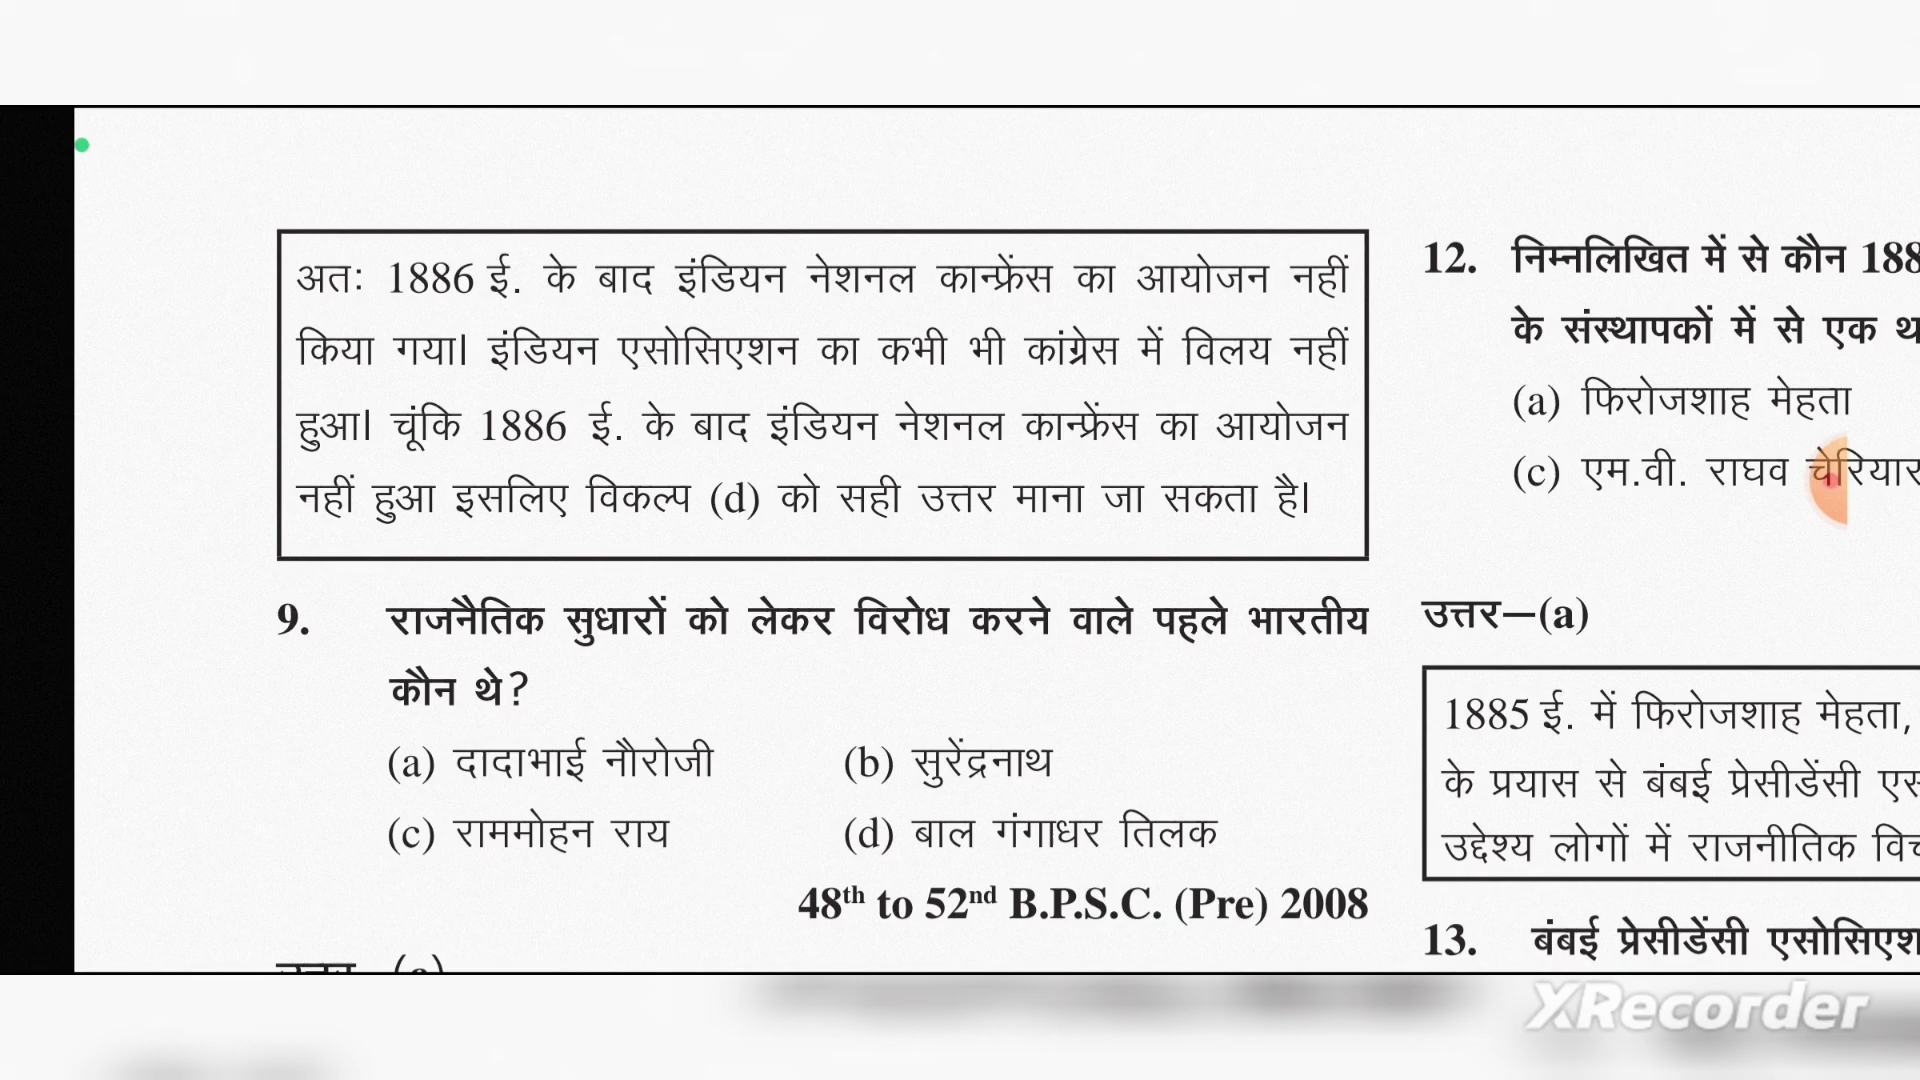 अतः 1886 ई. के बाद इंडियन नेशनल कान्फ्रेंस का आयोजन नहीं
किया गया। इंडियन एसोसिएशन का कभी भी कांग्रेस में विलय नहीं
हुआ। चूंकि 1886 ई. के बाद इंडियन नेशनल कान्फ्रेंस का आयोजन
नहीं हुआ इसलिए विकल्प (d) को सही उत्तर माना जा सकता है।
9. राजनैतिक सुधारों को लेकर विरोध करने वाले पहले भारतीय
कौन थे?
(a) दादाभाई नौरोजी (b) सुरेंद्रनाथ
(c) राममोहन राय (d) बाल गंगाधर तिलक
48th to 52nd B.P.S.C. (Pre) 2008
12. निम्नलिखित में से कौन 188
के संस्थापकों में से एक
(a) फिरोजशाह मेहता
(c) एम.वी. राघव चेरियार
उत्तर—(a)
1885 ई. में फिरोजशाह मेहता,
के प्रयास से बंबई प्रेसीडेंसी
उद्देश्य लोगों में राजनीतिक
13. बंबई प्रेसीडेंसी
XRecorder